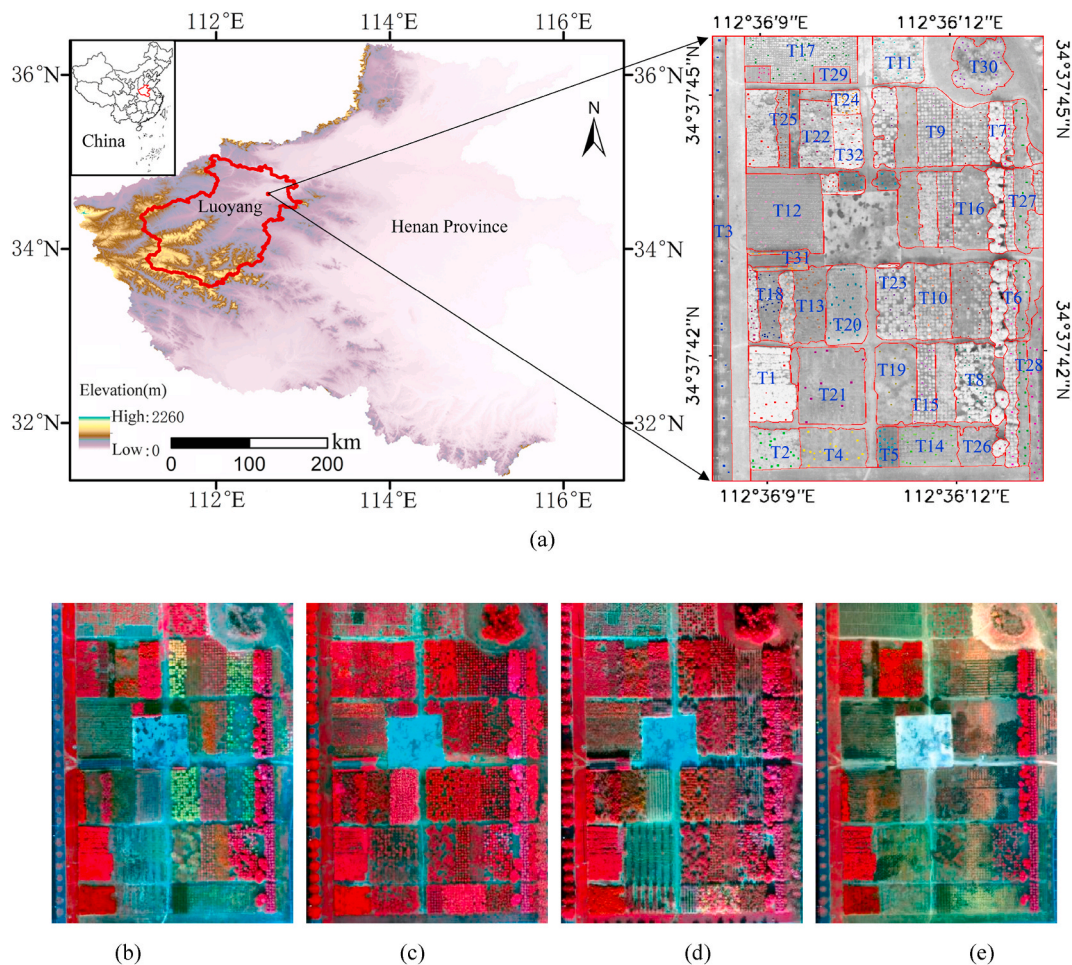 112°E
114°E
116°E
36°N
34°N
33°N
32°N
China
N
Luoyang
Henan Province
Elevation(m)
High:2260
Low:0
km
0
100
200
112°E
114°E
116°E
112°36′9″E
112°36′12″E
34°37′45″N
34°37′45″N
34°37′42″N
34°37′42″N
T17
T11
T30
T29
T24
T25
T22
T9
T7
T32
T12
T16
T27
T3
T31
T18
T13
T23
T10
T6
T20
T1
T21
T19
T8
T28
T15
T2
T4
T5
T14
T26
112°36′9″E
112°36′12″E
(a)
(b)
(c)
(d)
(e)